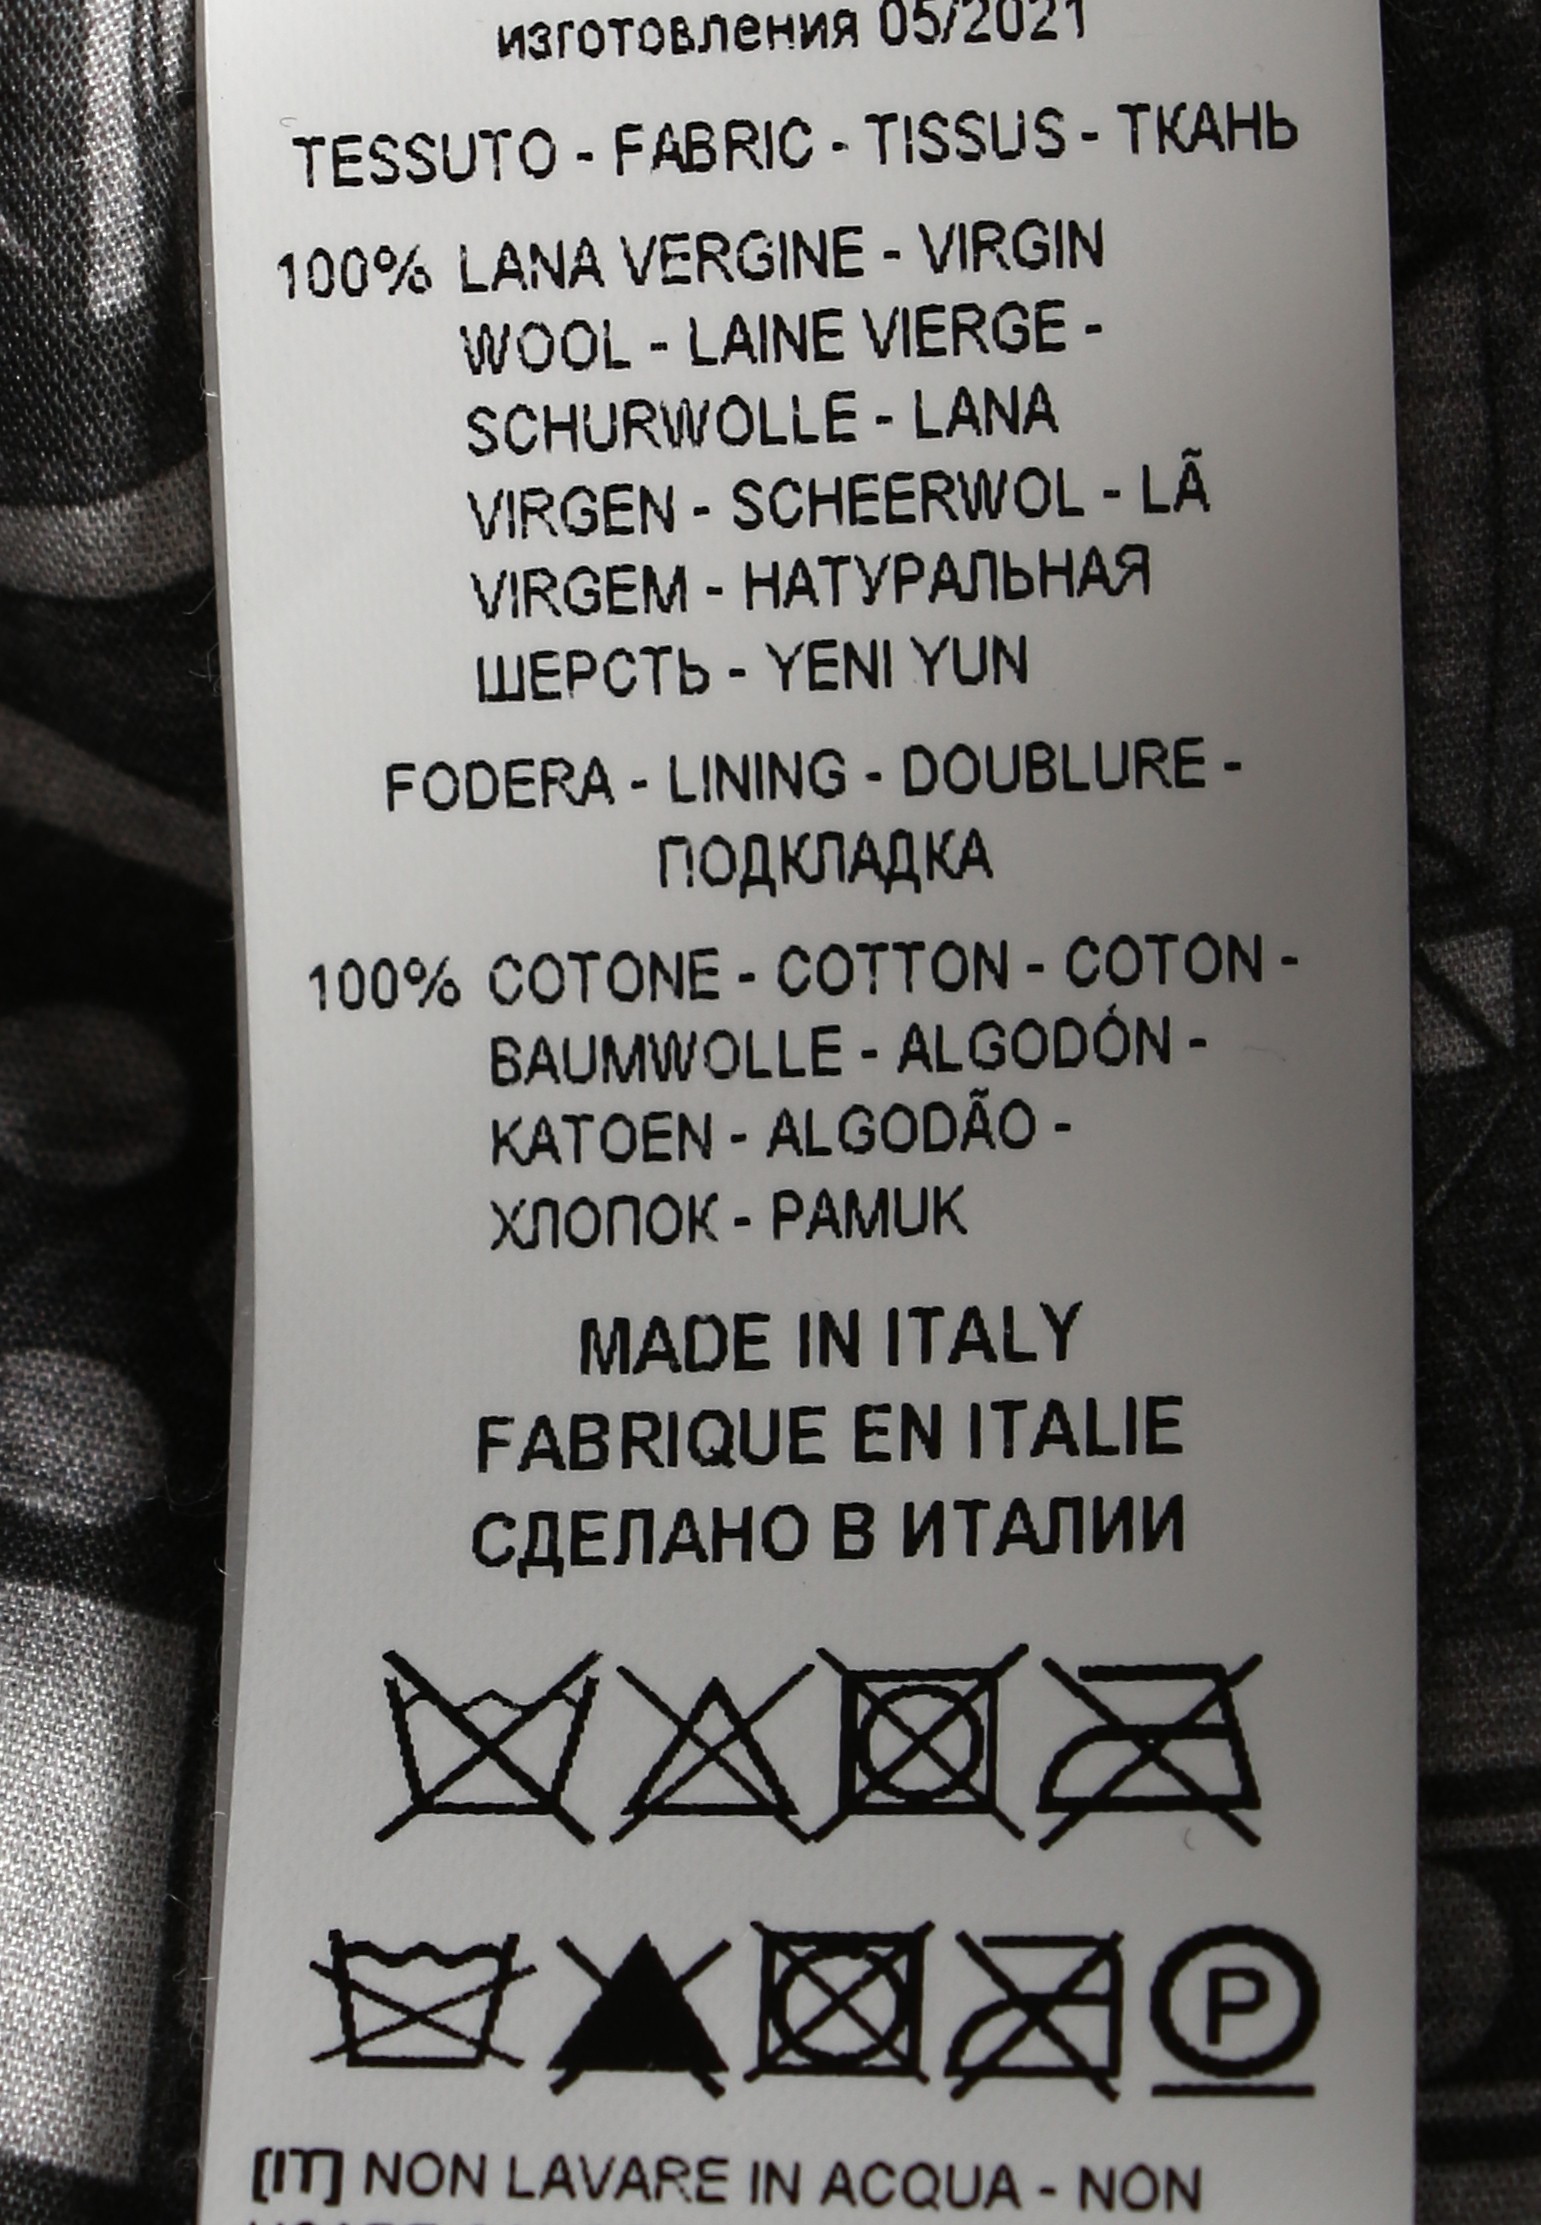 изготовления 05/2021
TESSUTO - FABRIC - TISSUS - ТКАНЬ
100% LANA VERGINE - VIRGIN
WOOL - LAINE VIERGE -
SCHURWOLLE - LANA
VIRGEN - SCHEERWOL - LÃ
VIRGEM - НАТУРАЛЬНАЯ
ШЕРСТЬ - YENI YUN
FODERA - LINING - DOUBLURE -
ПОДКЛАДКА
100% COTONE - COTTON - COTON -
BAUMWOLLE - ALGODÓN -
KATOEN - ALGODÃO -
ХЛОПОК - PAMUK
MADE IN ITALY
FABRIQUE EN ITALIE
СДЕЛАНО В ИТАЛИИ
P
[IT] NON LAVARE IN ACQUA - NON